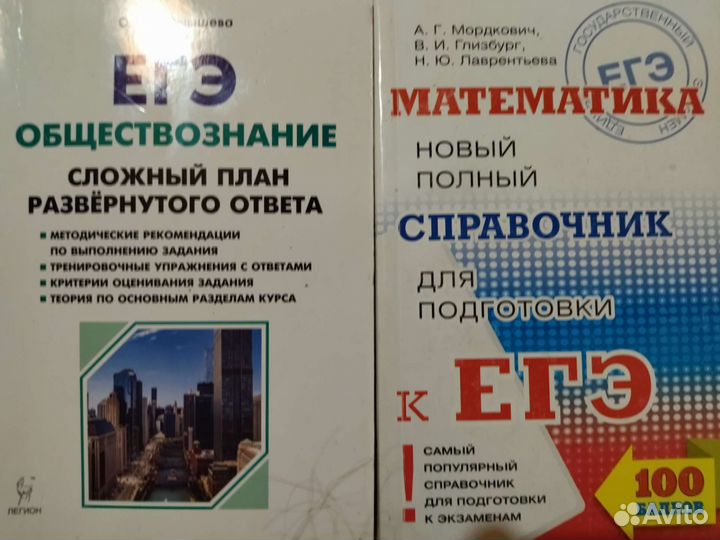 ЕГЭ
ОБЩЕСТВОЗНАНИЕ
СЛОЖНЫЙ ПЛАН
РАЗВЁРНУТОГО ОТВЕТА
МЕТОДИЧЕСКИЕ РЕКОМЕНДАЦИИ
ПО ВЫПОЛНЕНИЮ ЗАДАНИЯ
ТРЕНИРОВОЧНЫЕ УПРАЖНЕНИЯ С ОТВЕТАМИ
КРИТЕРИИ ОЦЕНИВАНИЯ ЗАДАНИЯ
ТЕОРИЯ ПО ОСНОВНЫМ РАЗДЕЛАМ КУРСА
ЛЕГИОН
А. Г. Мордкович,
В. И. Глизбург,
Н. Ю. Лаврентьева
ГОСУДАРСТВЕННЫЙ
ЕГЭ
МАТЕМАТИКА
НОВЫЙ
ПОЛНЫЙ
СПРАВОЧНИК
ДЛЯ
ПОДГОТОВКИ
К ЕГЭ
!
САМЫЙ
ПОПУЛЯРНЫЙ
СПРАВОЧНИК
ДЛЯ ПОДГОТОВКИ
К ЭКЗАМЕНАМ
100
БАЛЛОВ
Avito